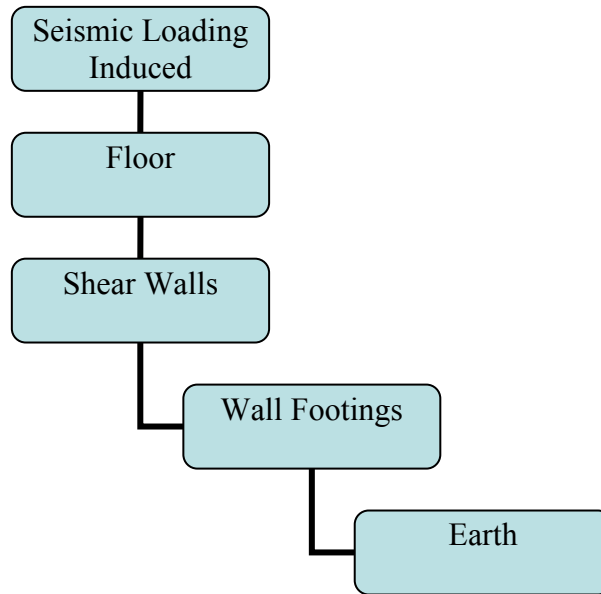 Seismic Loading
Induced
Floor
Shear Walls
Wall Footings
Earth